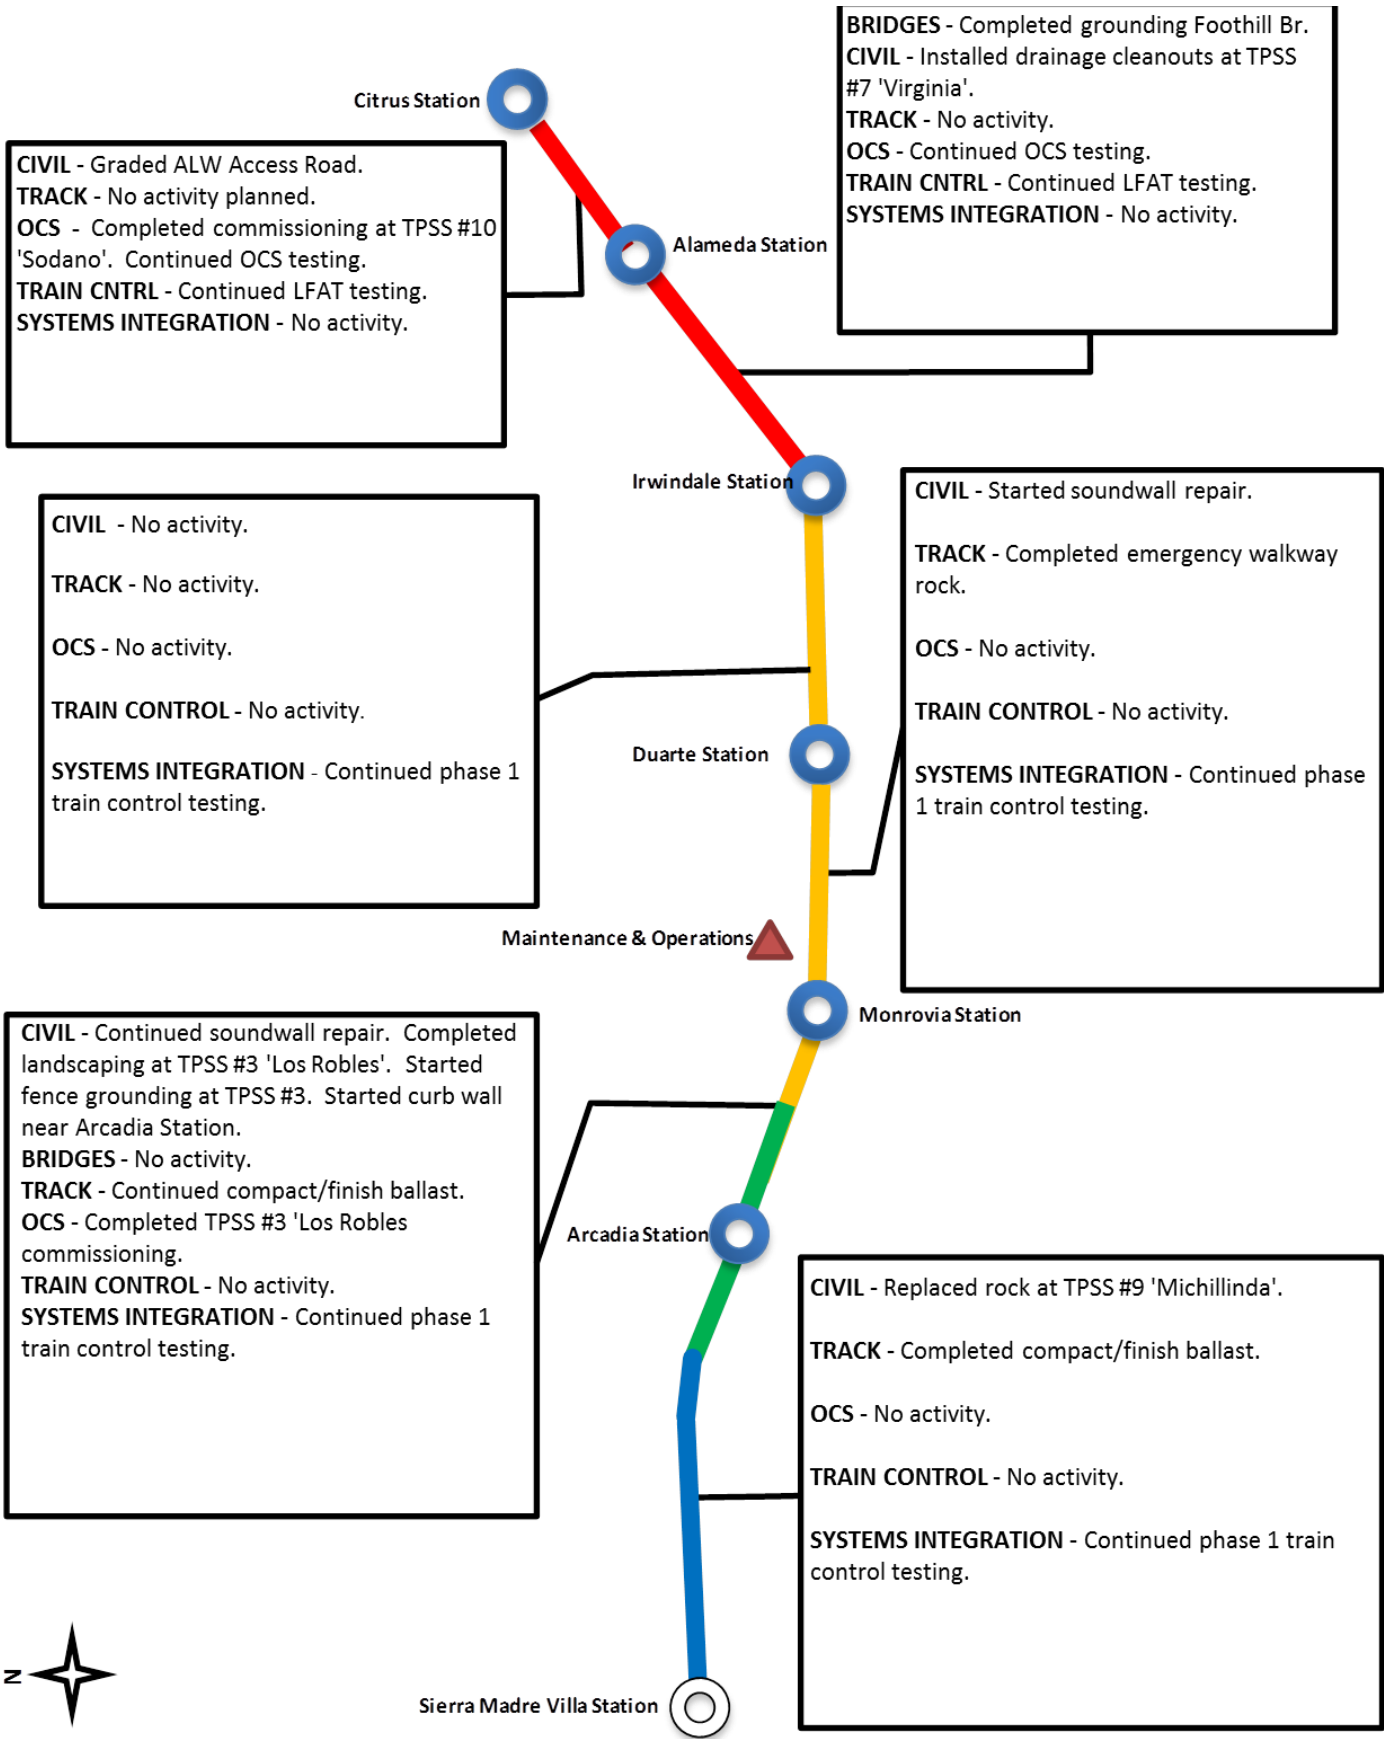 BRIDGES - Completed grounding Foothill Br.
CIVIL - Installed drainage cleanouts at TPSS
#7 'Virginia'.
TRACK - No activity.
OCS - Continued OCS testing.
TRAIN CNTRL - Continued LFAT testing.
SYSTEMS INTEGRATION - No activity.
Citrus Station
CIVIL - Graded ALW Access Road.
TRACK - No activity planned.
OCS - Completed commissioning at TPSS #10
'Sodano'. Continued OCS testing.
TRAIN CNTRL - Continued LFAT testing.
SYSTEMS INTEGRATION - No activity.
Alameda Station
Irwindale Station
CIVIL - No activity.
TRACK - No activity.
OCS - No activity.
TRAIN CONTROL - No activity.
SYSTEMS INTEGRATION - Continued phase 1
train control testing.
CIVIL - Started soundwall repair.
TRACK - Completed emergency walkway
rock.
OCS - No activity.
TRAIN CONTROL - No activity.
SYSTEMS INTEGRATION - Continued phase
1 train control testing.
Duarte Station
Maintenance & Operations
Monrovia Station
CIVIL - Continued soundwall repair. Completed
landscaping at TPSS #3 'Los Robles'. Started
fence grounding at TPSS #3. Started curb wall
near Arcadia Station.
BRIDGES - No activity.
TRACK - Continued compact/finish ballast.
OCS - Completed TPSS #3 'Los Robles
commissioning.
TRAIN CONTROL - No activity.
SYSTEMS INTEGRATION - Continued phase 1
train control testing.
Arcadia Station
CIVIL - Replaced rock at TPSS #9 'Michillinda'.
TRACK - Completed compact/finish ballast.
OCS - No activity.
TRAIN CONTROL - No activity.
SYSTEMS INTEGRATION - Continued phase 1 train
control testing.
N
Sierra Madre Villa Station